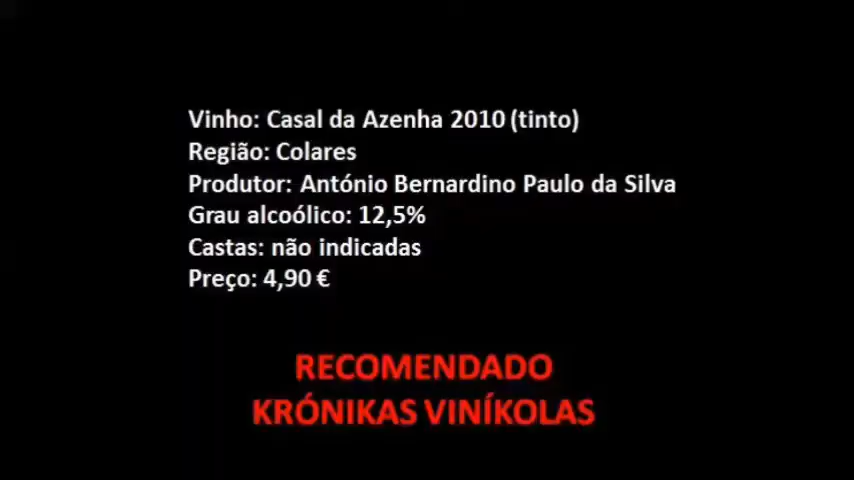 Vinho: Casal da Azenha 2010 (tinto)
Região: Colares
Produtor: António Bernardino Paulo da Silva
Grau alcoólico: 12,5%
Castas: não indicadas
Preço: 4,90 €
RECOMENDADO
KRÓNIKAS VINÍKOLAS